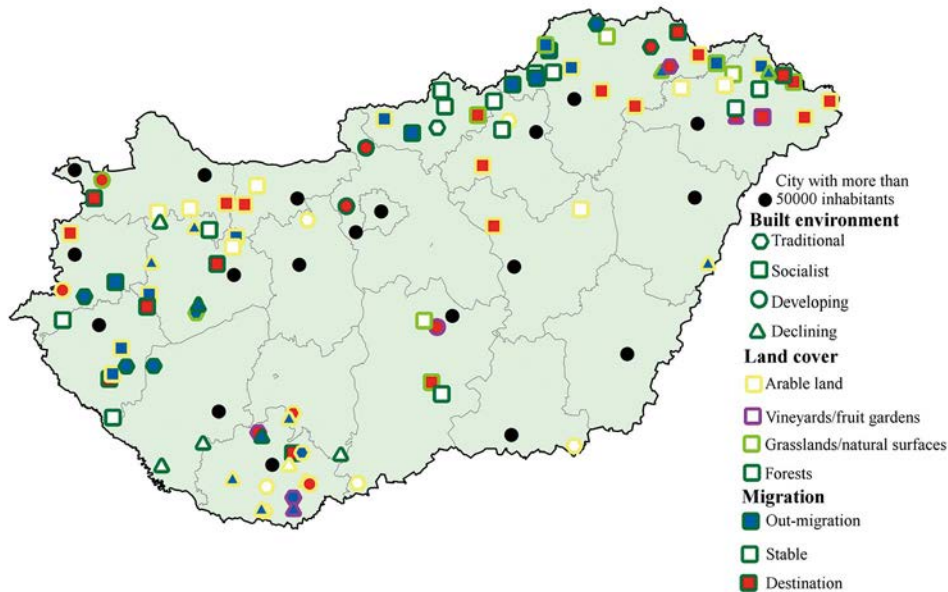 City with more than
50000 inhabitants
Built environment
Traditional
Socialist
Developing
Declining
Land cover
Arable land
Vineyards/fruit gardens
Grasslands/natural surfaces
Forests
Migration
Out-migration
Stable
Destination